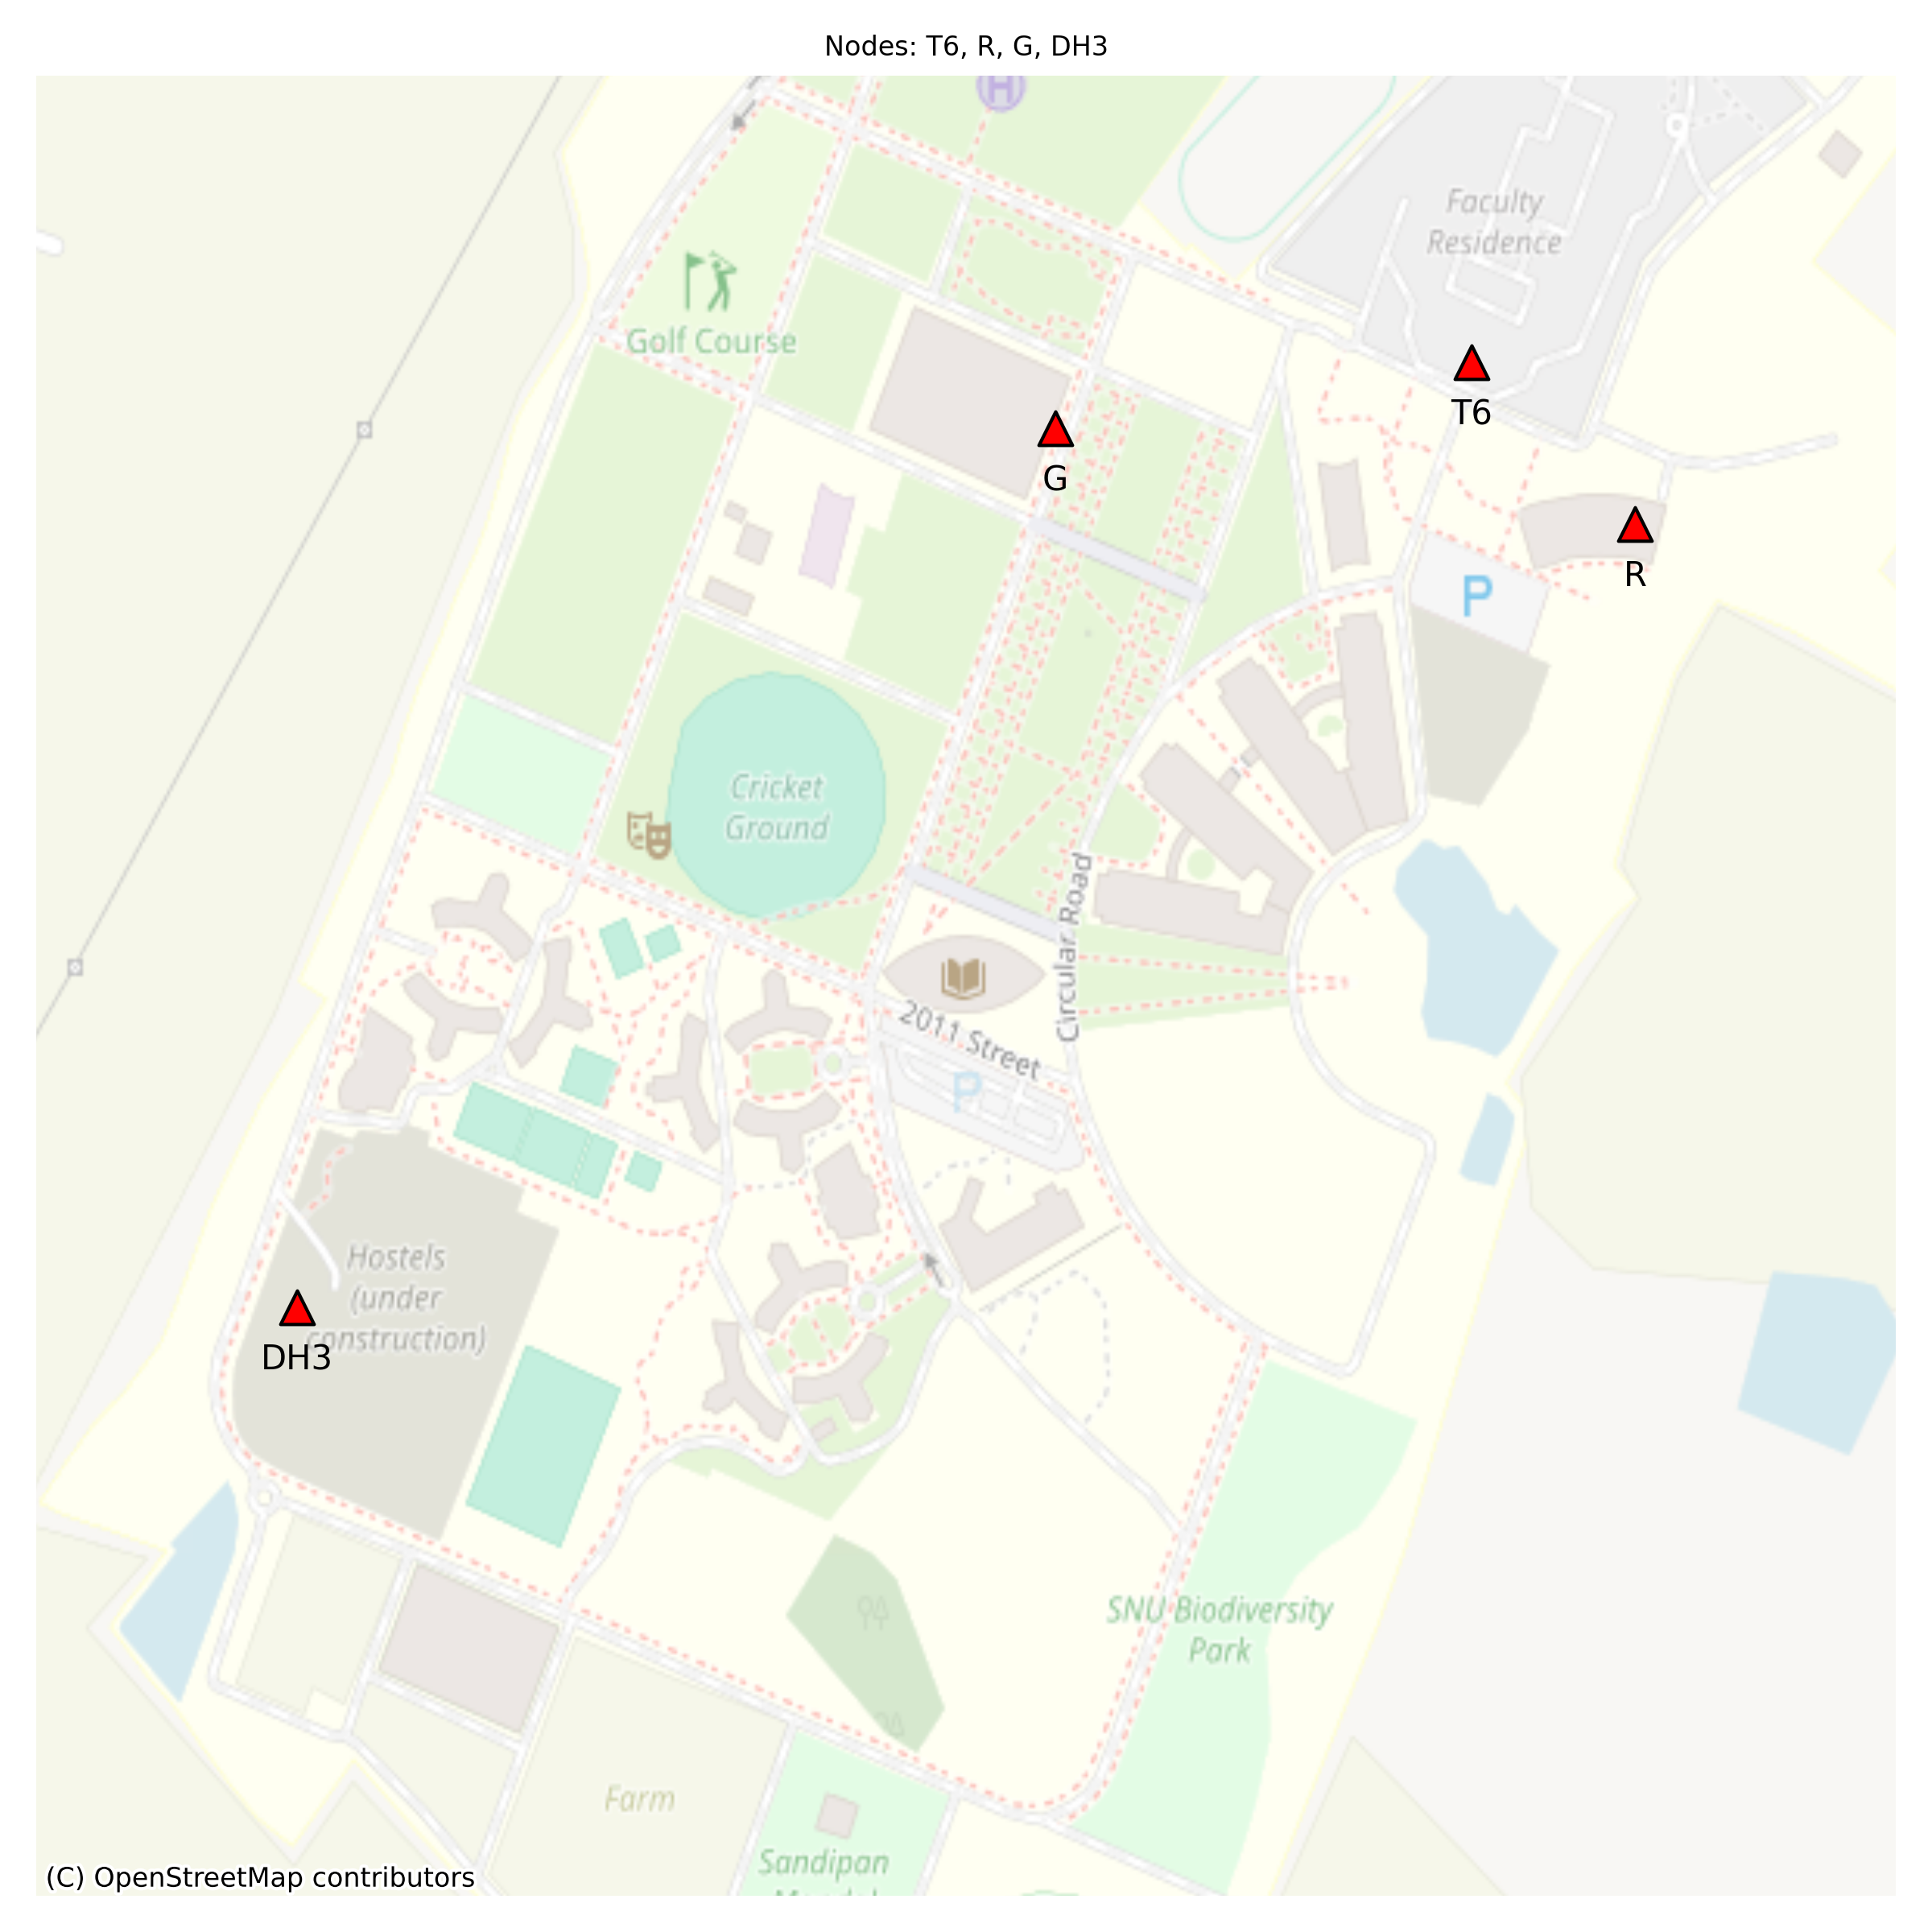 Nodes: T6, R, G, DH3
H
Faculty
Residence
Golf Course
T6
G
R
P
Cricket
Ground
Circular Road
2011 Street
P
Hostels
(under
construction)
DH3
SNU Biodiversity
Park
Farm
Sandipan
(C) OpenStreetMap contributors